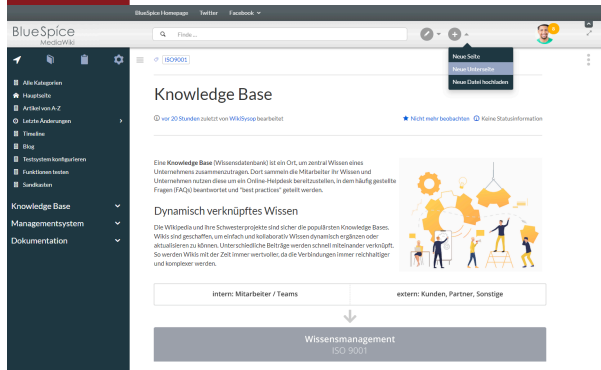 BlueSpice Homepage Twitter Facebook
BlueSpice
MediaWiki
Finde...
Neue Seite
Neue Unterseite
Neue Datei hochladen
ISO9001
Alle Kategorien
Hauptseite
Artikel von A-Z
Letzte Änderungen
Timeline
Blog
Testsystem konfigurieren
Funktionen testen
Sandkasten
Knowledge Base
Managementsystem
Dokumentation
Knowledge Base
vor 20 Stunden zuletzt von WikiSysop bearbeitet
Nicht mehr beobachten Keine Statusinformation
Eine Knowledge Base (Wissensdatenbank) ist ein Ort, um zentral Wissen eines
Unternehmens zusammenzutragen. Dort sammeln die Mitarbeiter ihr Wissen und
Unternehmen nutzen diese um ein Online-Helpdesk bereitzustellen, in dem häufig gestellte
Fragen (FAQs) beantwortet und "best practices" geteilt werden.
Dynamisch verknüpftes Wissen
Die Wikipedia und ihre Schwesterprojekte sind sicher die populärsten Knowledge Bases.
Wikis sind geschaffen, um einfach und kollaborativ Wissen dynamisch ergänzen oder
aktualisieren zu können. Unterschiedliche Beiträge werden schnell miteinander verknüpft.
So werden Wikis mit der Zeit immer wertvoller, da die Verbindungen immer reichhaltiger
und komplexer werden.
intern: Mitarbeiter / Teams
extern: Kunden, Partner, Sonstige
Wissensmanagement
ISO 9001